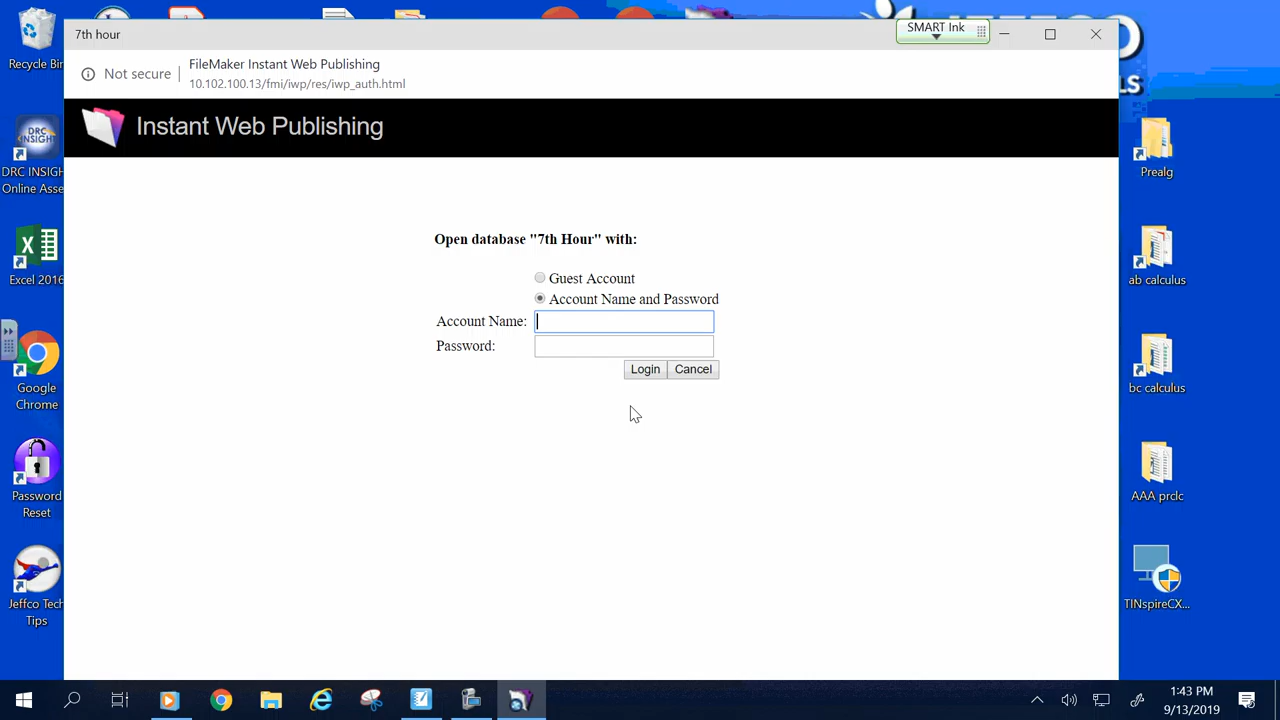 7th hour
SMART Ink
Not secure
FileMaker Instant Web Publishing
10.102.100.13/fmi/iwp/res/iwp_auth.html
Instant Web Publishing
Open database "7th Hour" with:
Guest Account
Account Name and Password
Account Name:
Password:
Login
Cancel
Recycle Bin
DRC INSIGHT
DRC INSIGH
Online Asse
Excel 2016
Google
Chrome
Password
Reset
Jeffco Tech
Tips
LS
Prealg
ab calculus
bc calculus
AAA prclc
TINspireCX...
1:43 PM
9/13/2019